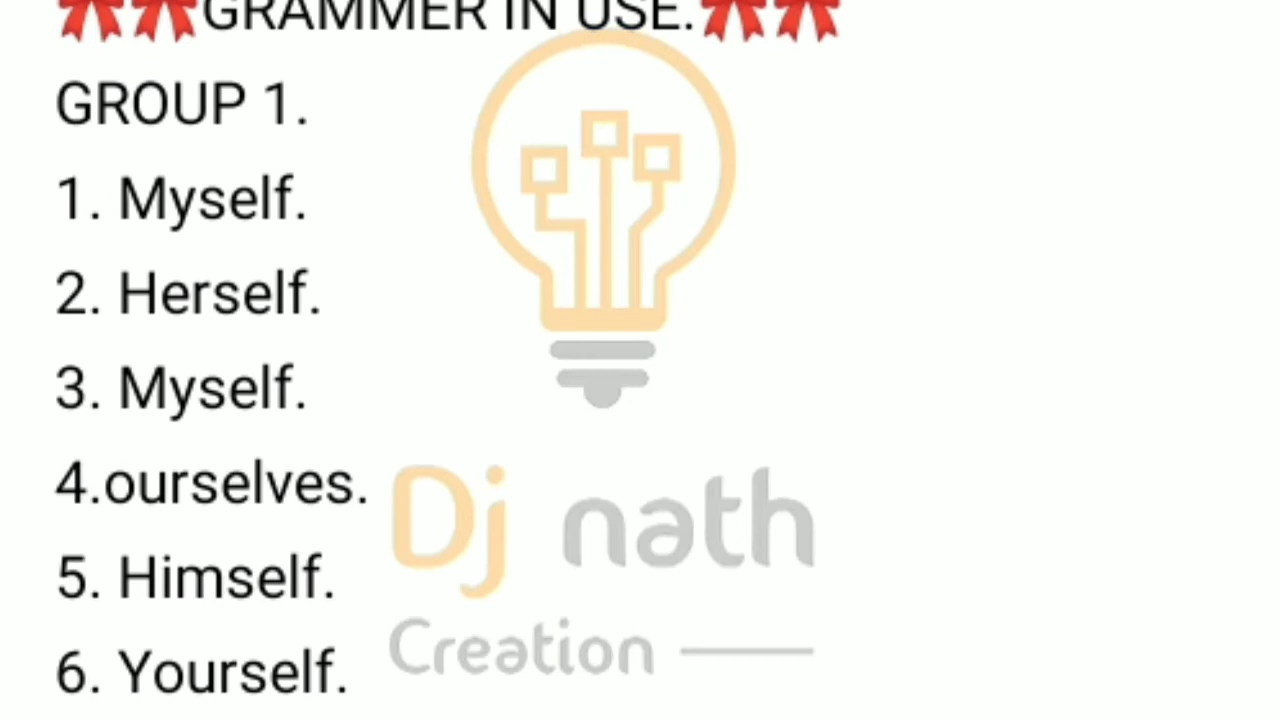 🎀🎀GRAMMER IN USE.🎀🎀
GROUP 1.
1. Myself.
2. Herself.
3. Myself.
4.ourselves.
5. Himself.
6. Yourself.
Dj nath
Creation